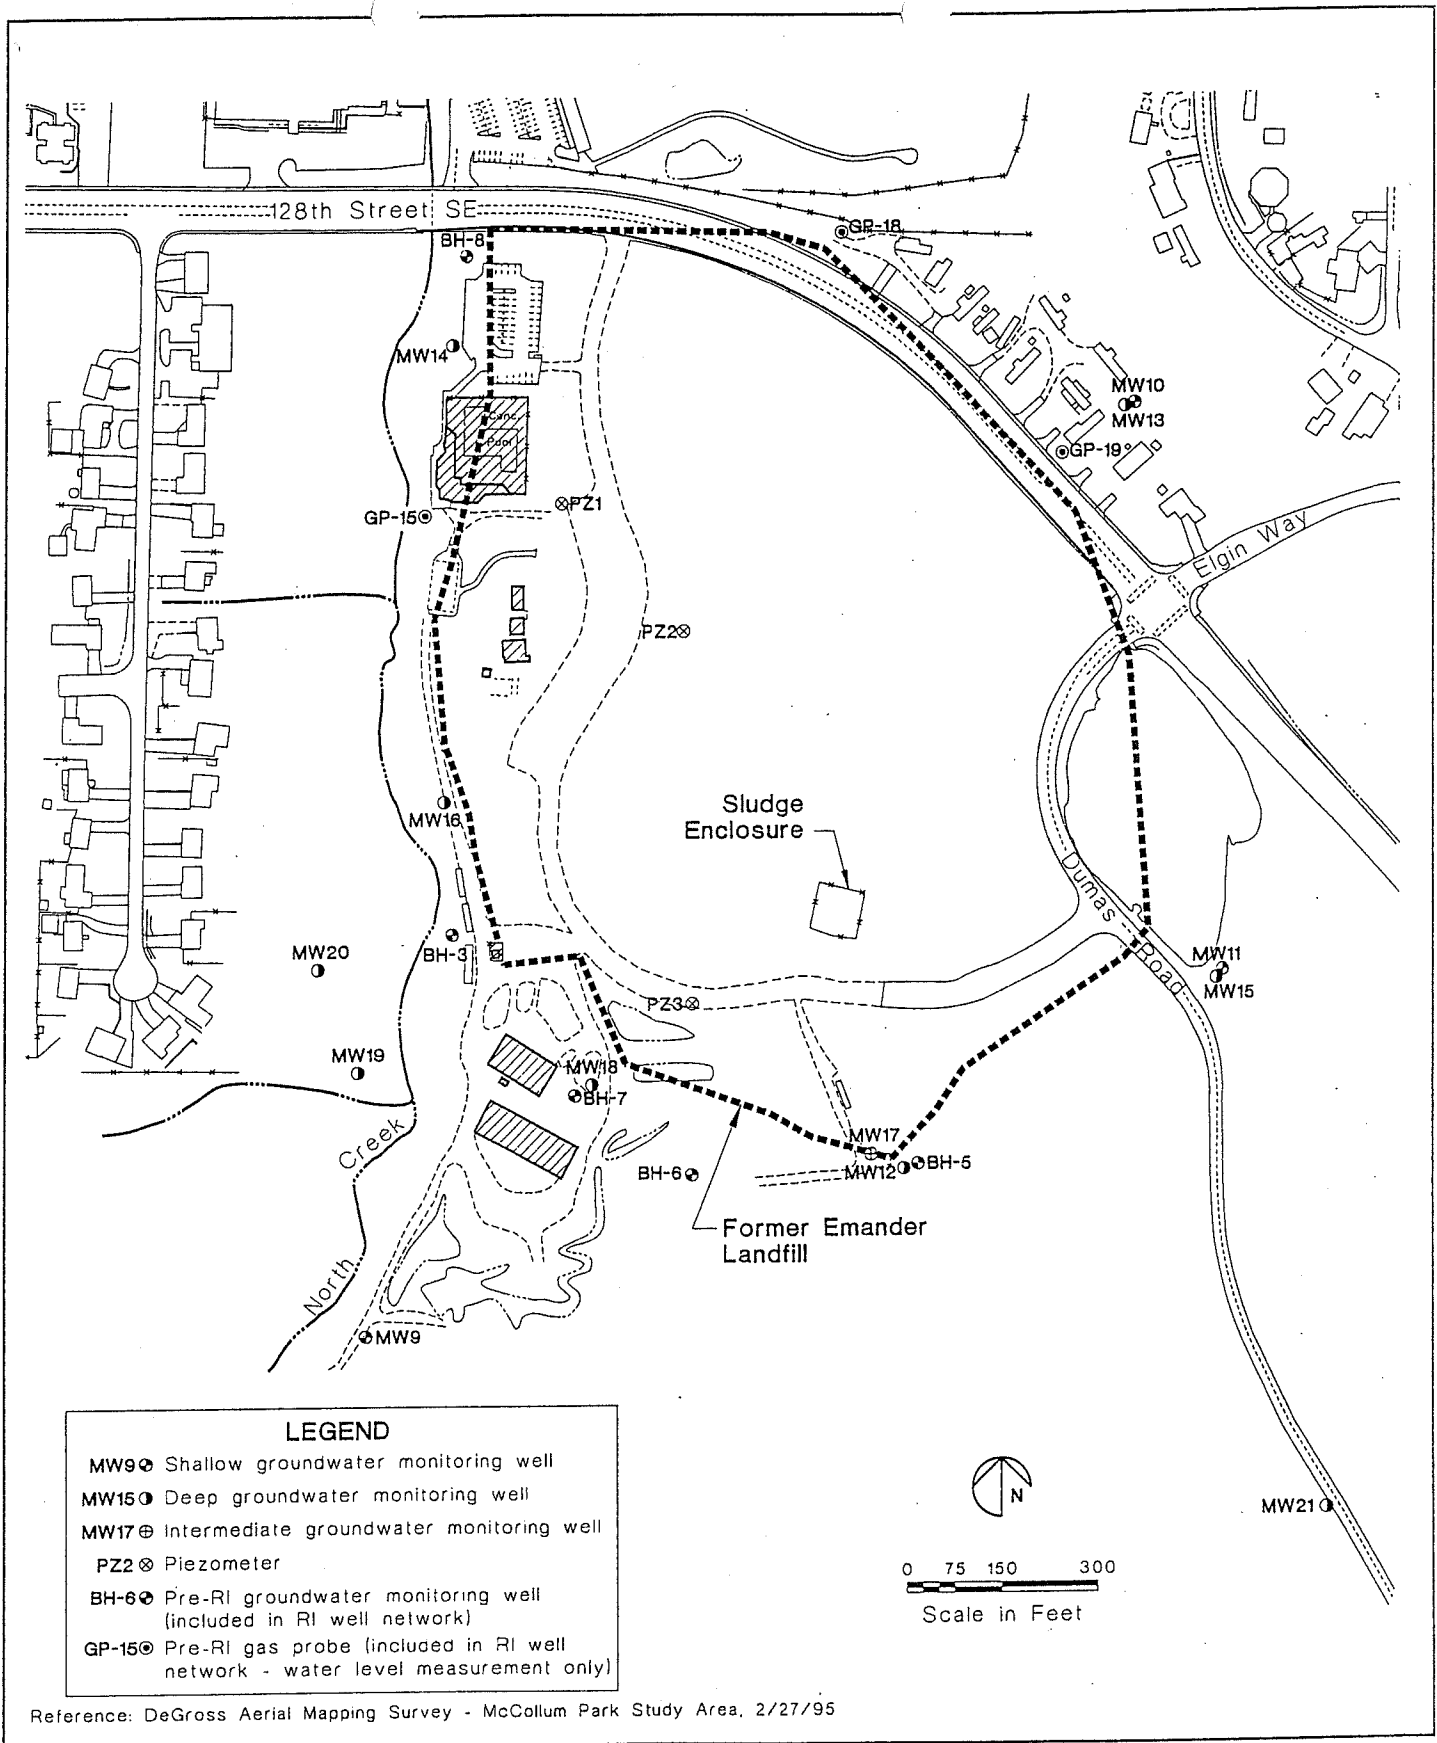 128th Street SE
BH-8
GP-18
MW14
MW10
MW13
Conc.
Pool
GP-19
PZ1
GP-15
Elgin Way
PZ2
Sludge
Enclosure
MW16
Dumas
Road
BH-3
MW20
MW11
MW15
PZ3
MW19
MW18
BH-7
North Creek
MW17
MW12
BH-5
BH-6
Former Emander
Landfill
MW9
LEGEND
MW9 Shallow groundwater monitoring well
MW15 Deep groundwater monitoring well
MW17 Intermediate groundwater monitoring well
PZ2 Piezometer
BH-6 Pre-RI groundwater monitoring well
(included in RI well network)
GP-15 Pre-RI gas probe (included in RI well
network - water level measurement only)
N
MW21
0 75 150 300
Scale in Feet
Reference: DeGross Aerial Mapping Survey - McCollum Park Study Area, 2/27/95